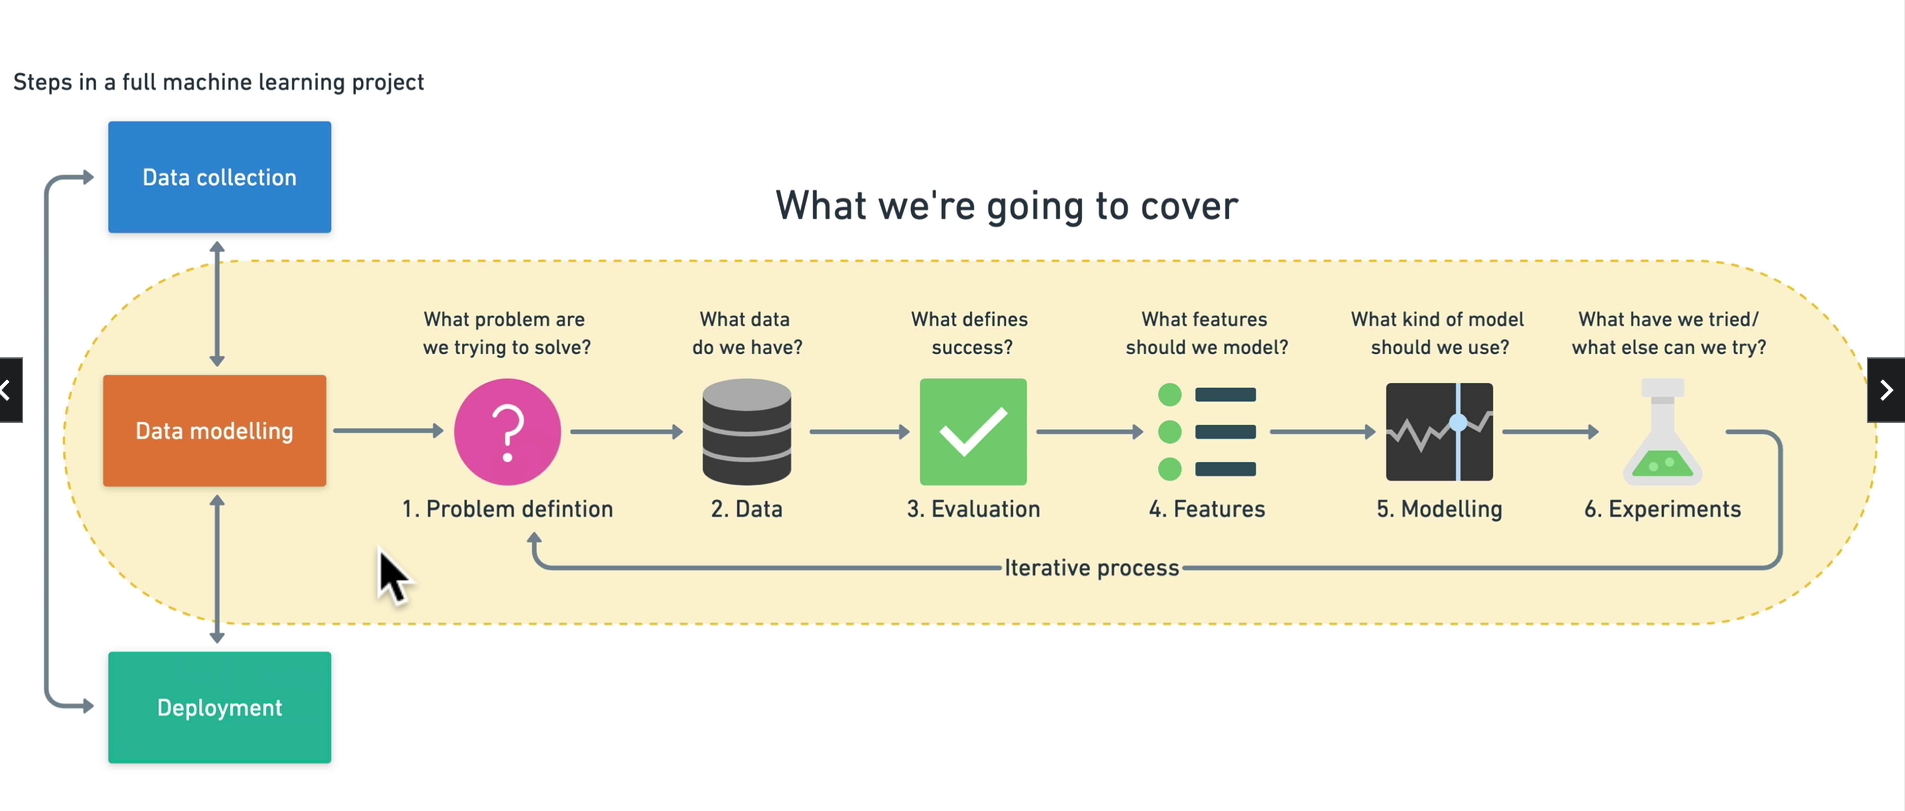 Steps in a full machine learning project
Data collection
What we're going to cover
What problem are
we trying to solve?
What data
do we have?
What defines
success?
What features
should we model?
What kind of model
should we use?
What have we tried/
what else can we try?
Data modelling
?
1. Problem defintion
2. Data
3. Evaluation
4. Features
5. Modelling
6. Experiments
Iterative process
Deployment